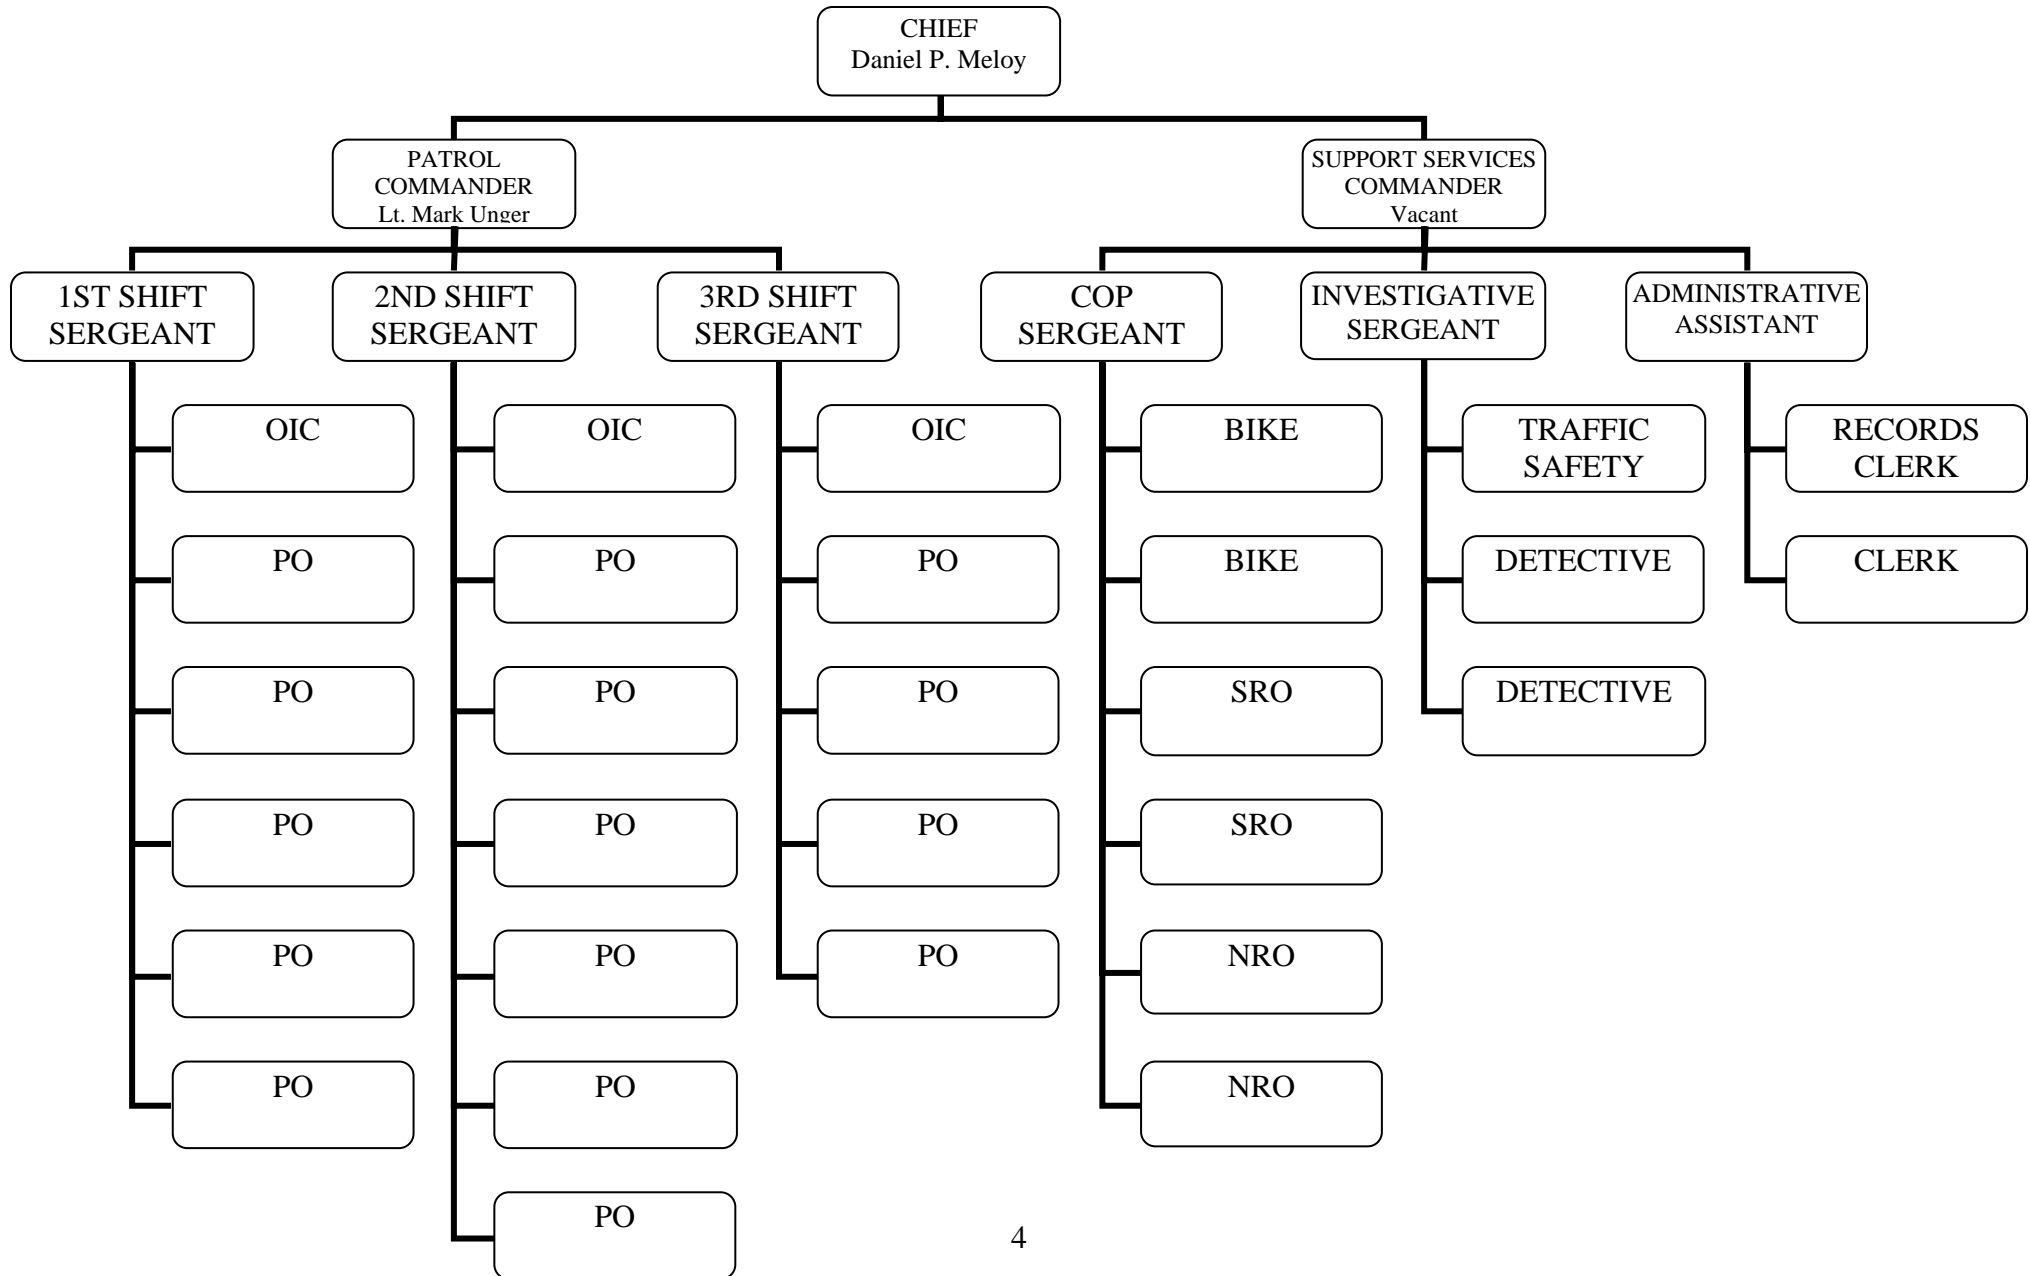 CHIEF
Daniel P. Meloy
PATROL
COMMANDER
Lt. Mark Unger
SUPPORT SERVICES
COMMANDER
Vacant
1ST SHIFT
SERGEANT
2ND SHIFT
SERGEANT
3RD SHIFT
SERGEANT
COP
SERGEANT
INVESTIGATIVE
SERGEANT
ADMINISTRATIVE
ASSISTANT
OIC
OIC
OIC
BIKE
TRAFFIC
SAFETY
RECORDS
CLERK
PO
PO
PO
BIKE
DETECTIVE
CLERK
PO
PO
PO
SRO
DETECTIVE
PO
PO
PO
SRO
PO
PO
PO
NRO
PO
PO
NRO
PO
4